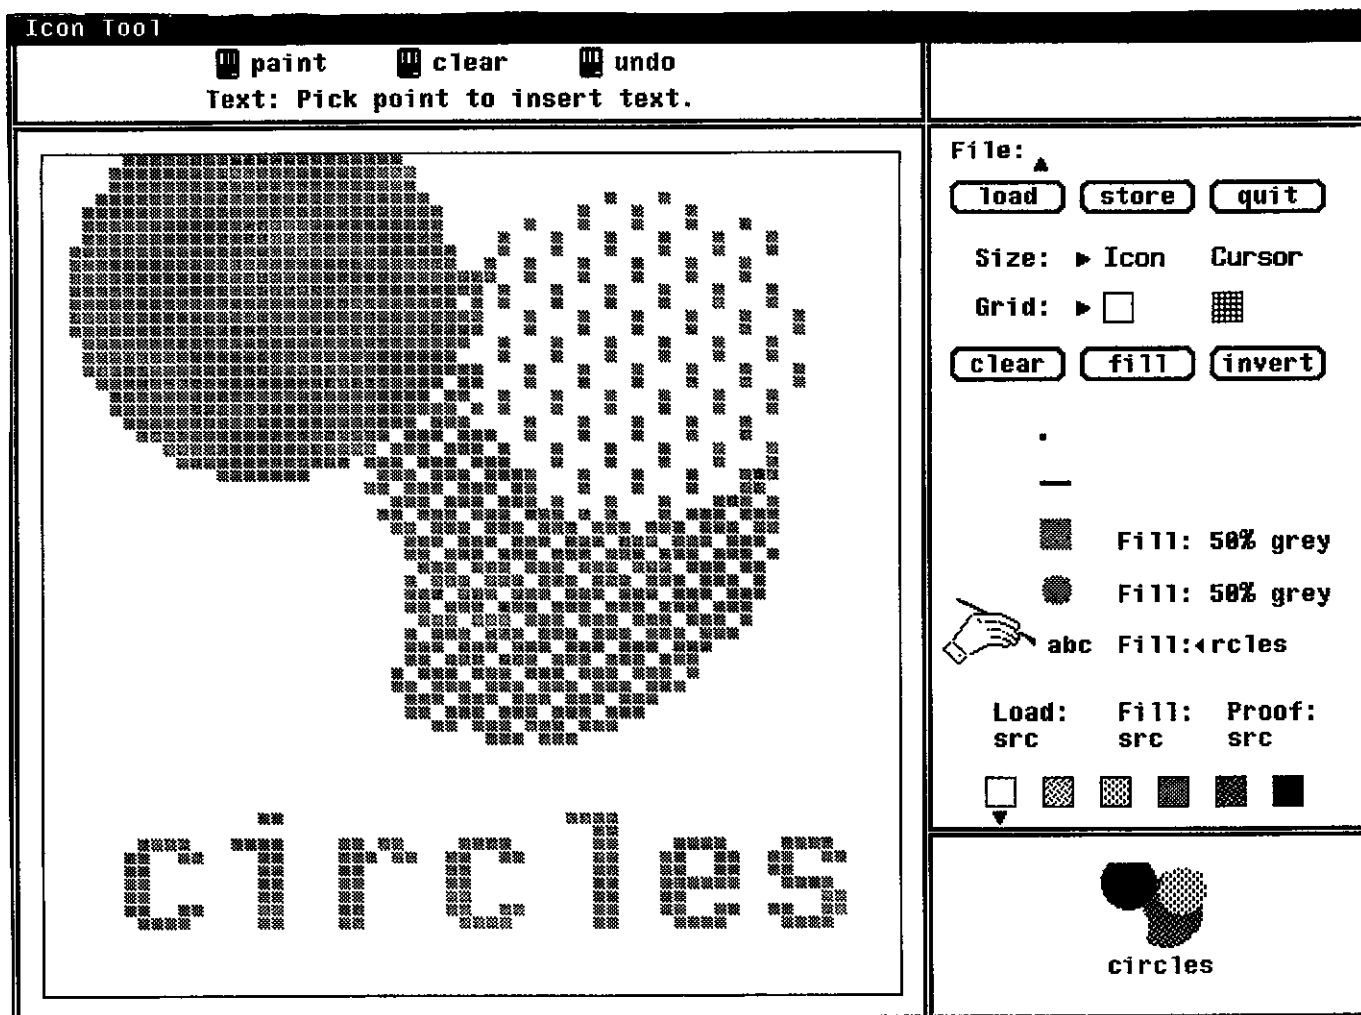 Icon Tool
paint clear undo
Text: Pick point to insert text.
File:
load store quit
Size: Icon Cursor
Grid:
clear fill invert
Fill: 50% grey
Fill: 50% grey
abc Fill: rcles
Load: Fill: Proof:
src src src
circles
circles